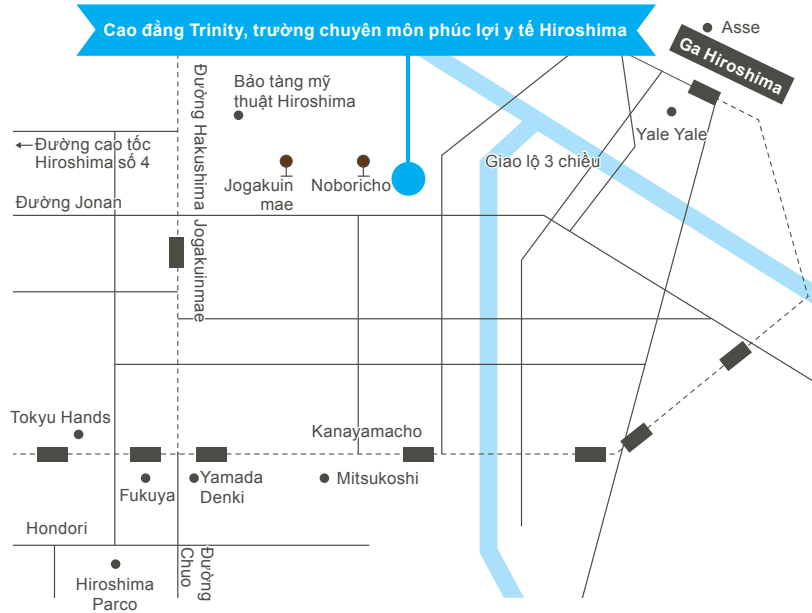 Cao đẳng Trinity, trường chuyên môn phúc lợi y tế Hiroshima
Asse
Ga Hiroshima
Bảo tàng mỹ
thuật Hiroshima
Yale Yale
←Đường cao tốc
Hiroshima số 4
Đường Hakushima Jogakuinmae
Giao lộ 3 chiều
Jogakuin
mae
Noboricho
Đường Jonan
Tokyu Hands
Kanayamacho
Fukuya
Yamada
Denki
Mitsukoshi
Hondori
Đường
Chuo
Hiroshima
Parco